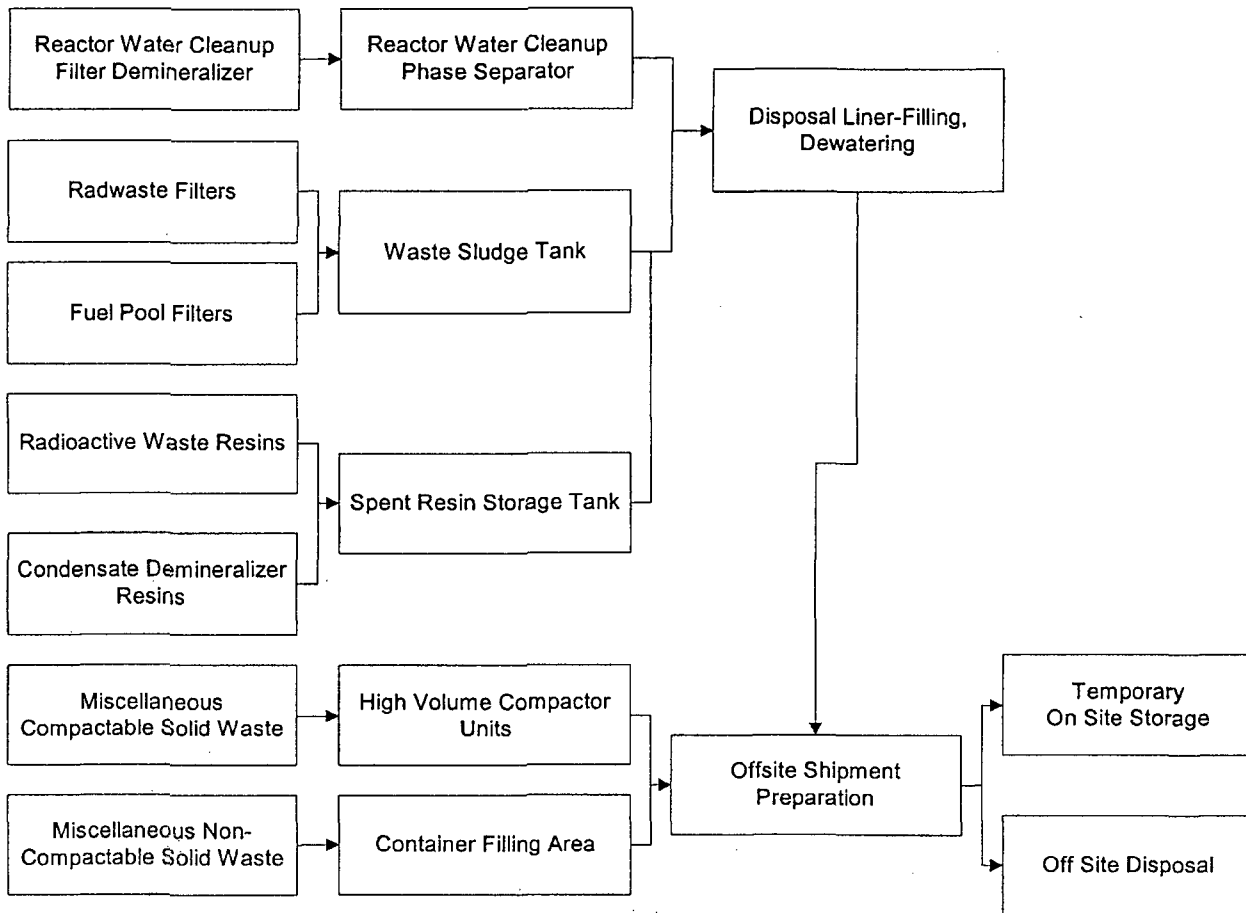 Reactor Water Cleanup
Filter Demineralizer
Reactor Water Cleanup
Phase Separator
Disposal Liner-Filling,
Dewatering
Radwaste Filters
Waste Sludge Tank
Fuel Pool Filters
Radioactive Waste Resins
Spent Resin Storage Tank
Condensate Demineralizer
Resins
Miscellaneous
Compactable Solid Waste
High Volume Compactor
Units
Temporary
On Site Storage
Offsite Shipment
Preparation
Miscellaneous Non-
Compactable Solid Waste
Container Filling Area
Off Site Disposal